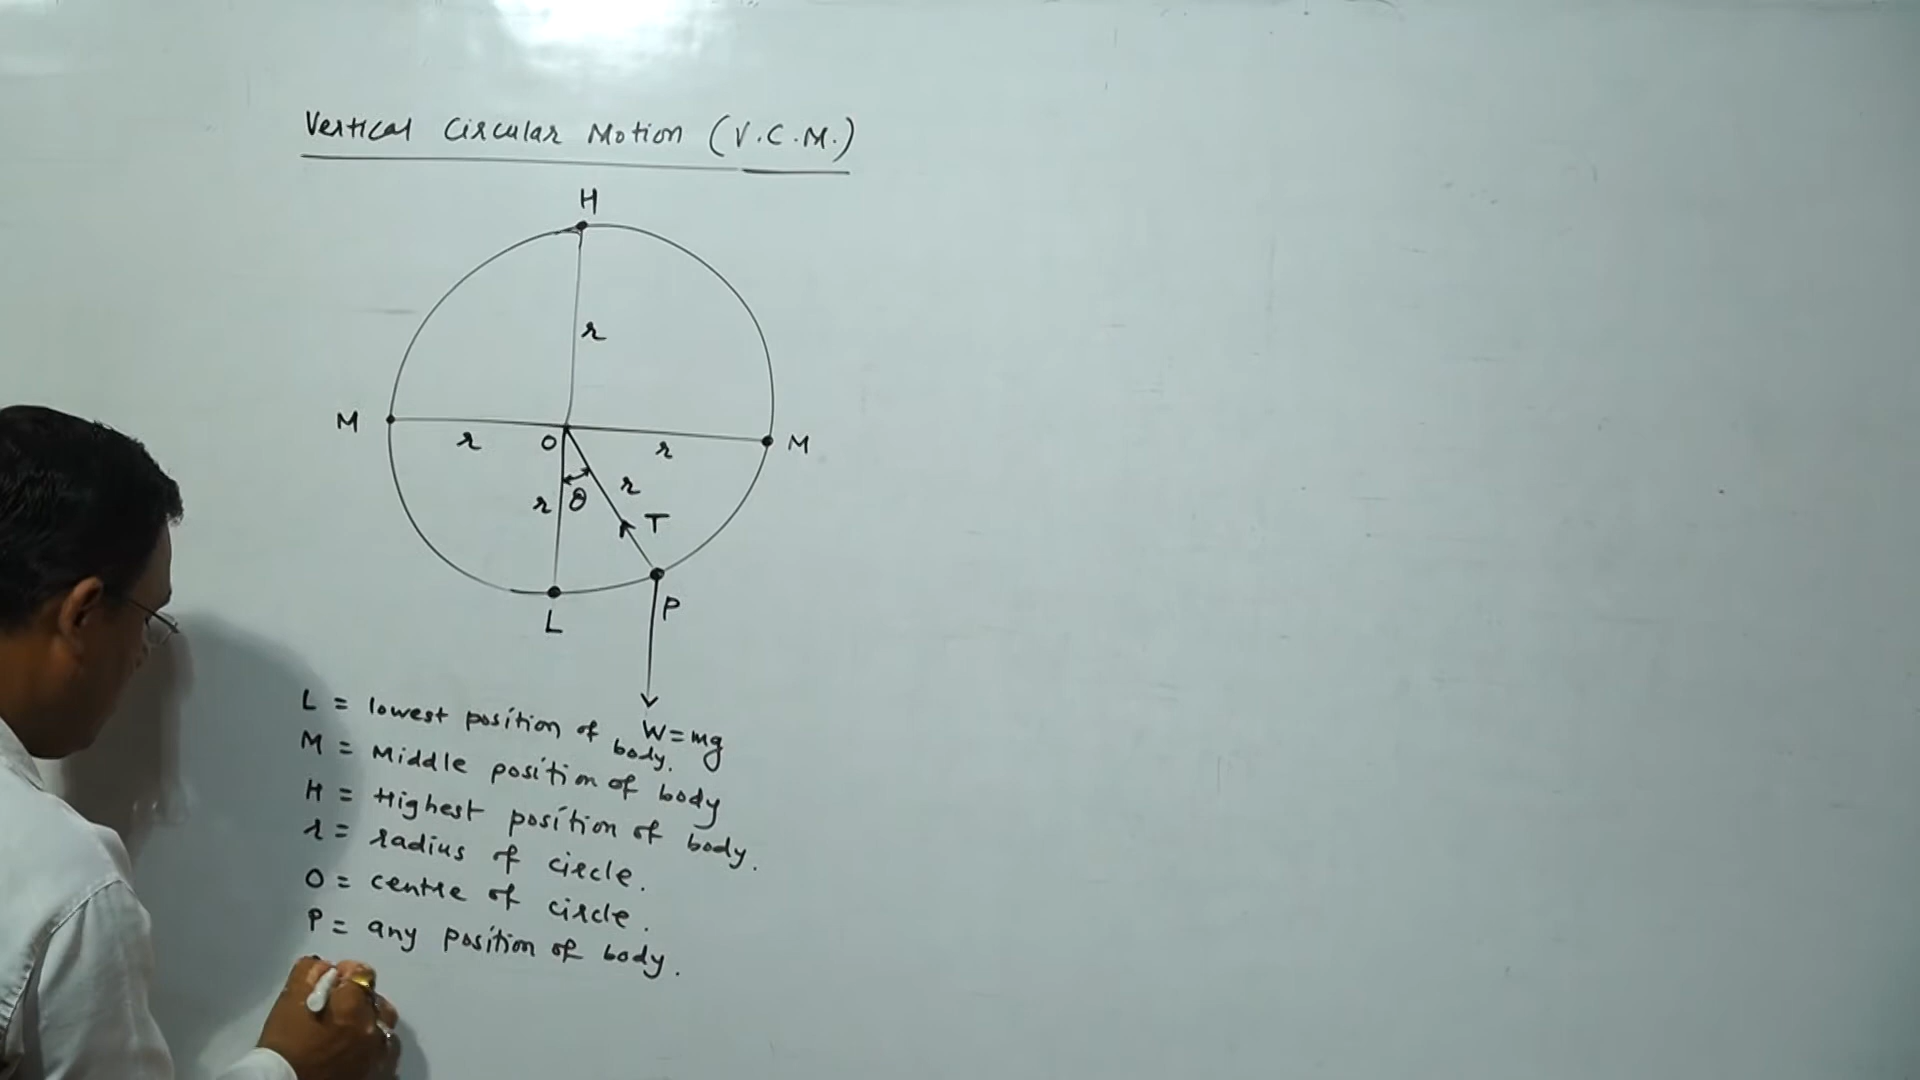 Vertical Circular Motion (V.C.M.)
H
r
M
r
O
r
M
r
θ
r
T
P
L
W=mg
L = lowest position of body.
M = Middle position of body
H = Highest position of body.
r = radius of circle.
O = centre of circle.
P = any position of body.